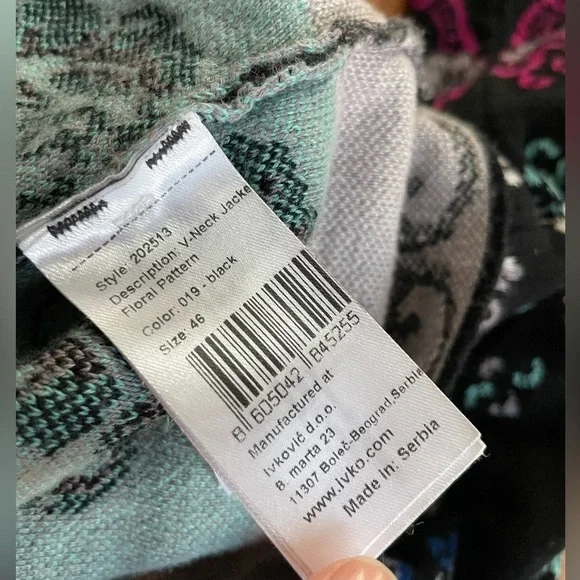 Style: 202513
Description: V-Neck Jacke
Floral Pattern
Color: 019 - black
Size: 46
8 605042 845255
Manufactured at
Ivković d.o.o.
8. marta 23
11307 Boleč-Beograd,Serbie
www.ivko.com
Made in: Serbia